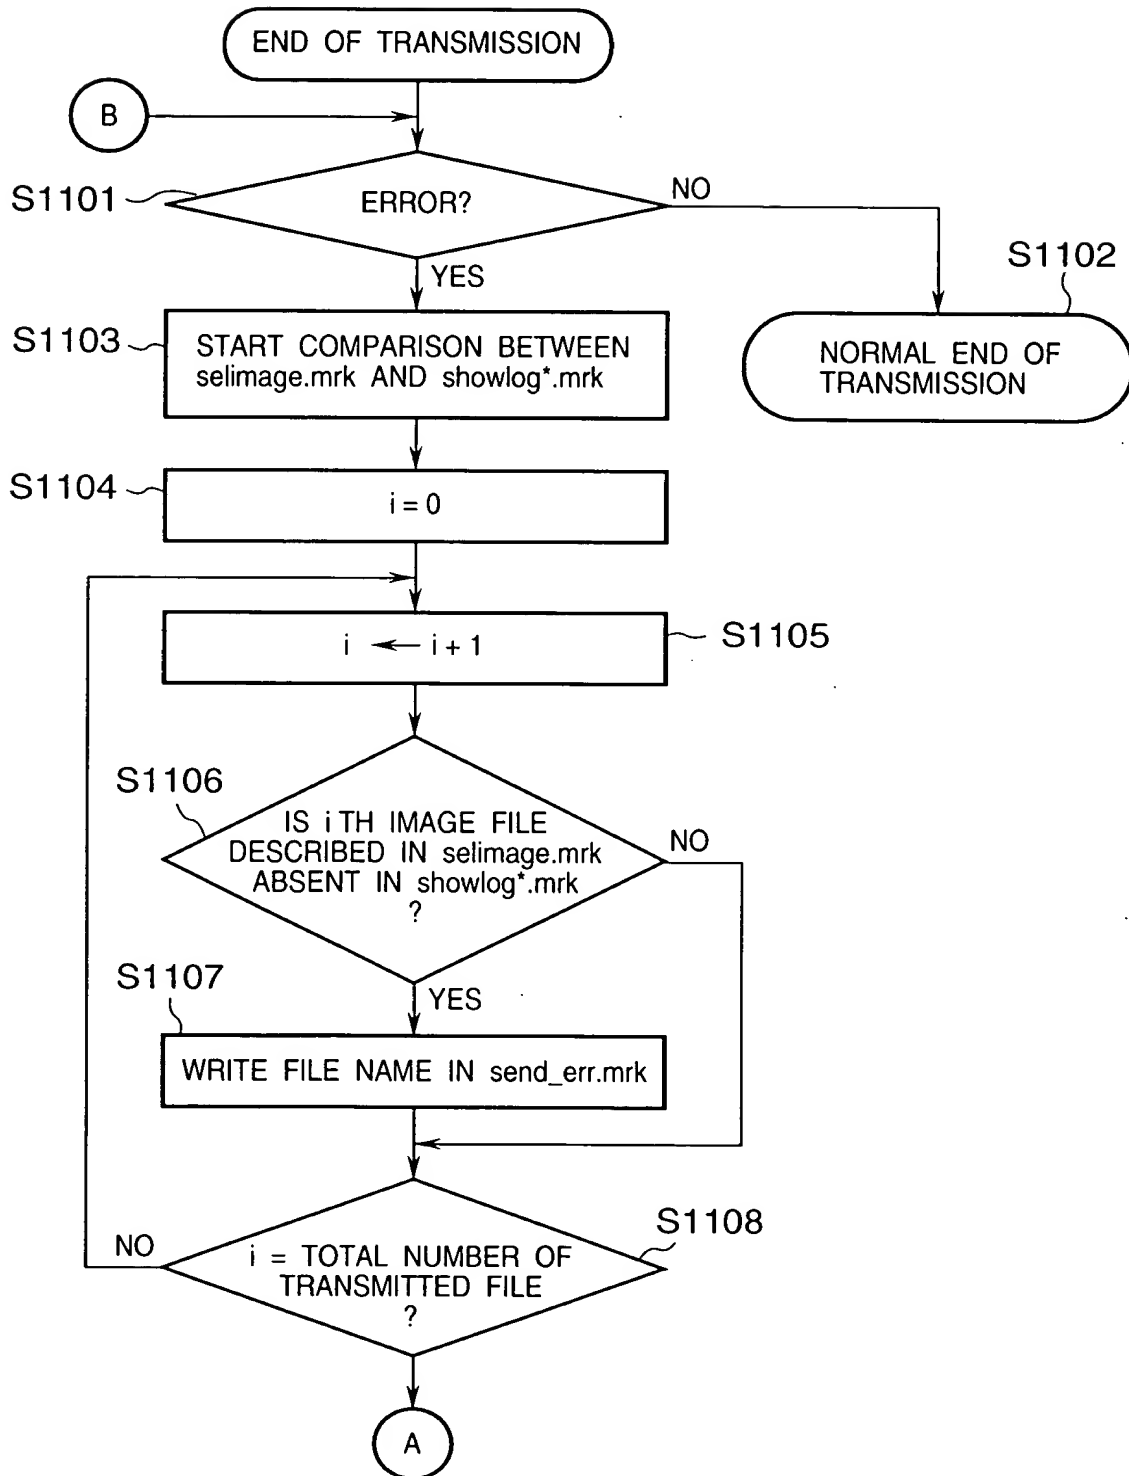 END OF TRANSMISSION
B
S1101
ERROR?
NO
YES
S1102
NORMAL END OF
TRANSMISSION
S1103
START COMPARISON BETWEEN
selimage.mrk AND showlog*.mrk
S1104
i = 0
i ← i + 1
S1105
S1106
IS i TH IMAGE FILE
DESCRIBED IN selimage.mrk
ABSENT IN showlog*.mrk
?
NO
YES
S1107
WRITE FILE NAME IN send_err.mrk
S1108
NO
i = TOTAL NUMBER OF
TRANSMITTED FILE
?
A